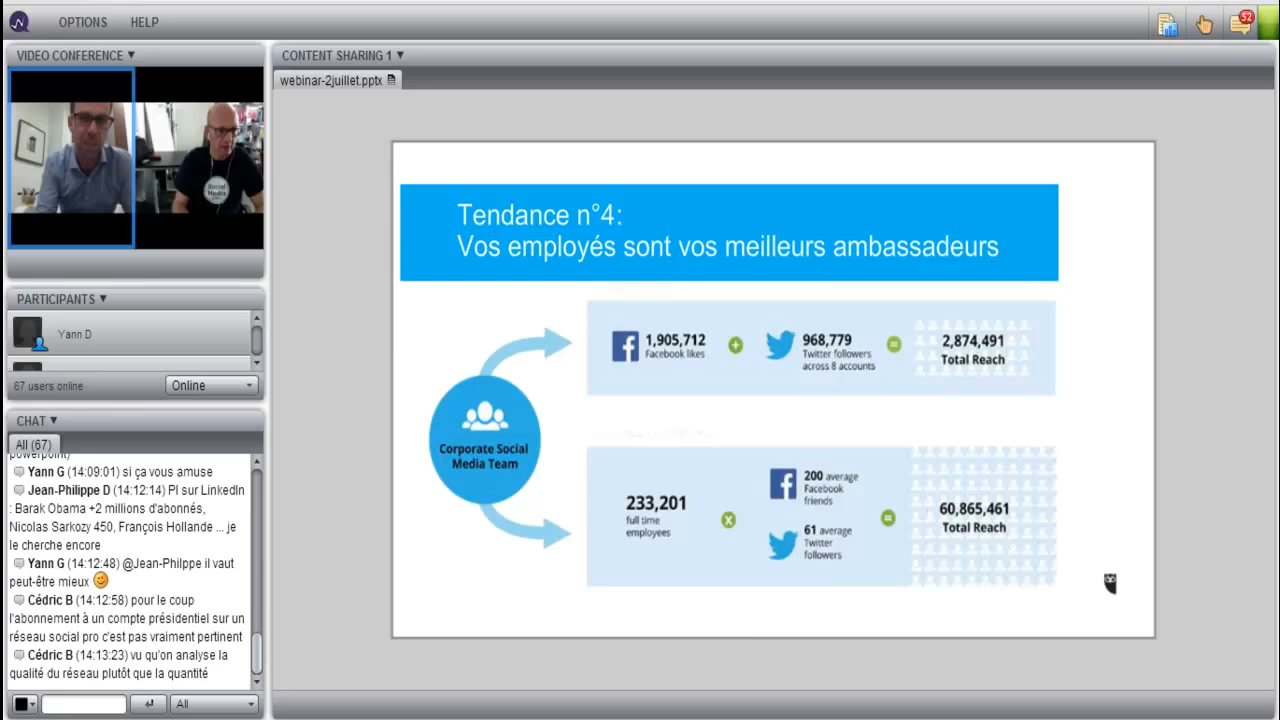 OPTIONS
HELP
52
VIDEO CONFERENCE
Social
Media
PARTICIPANTS
Yann D
67 users online
Online
CHAT
All (67)
powerpoint)
Yann G (14:09:01) si ça vous amuse
Jean-Philippe D (14:12:14) PI sur LinkedIn
: Barak Obama +2 millions d'abonnés,
Nicolas Sarkozy 450, François Hollande ... je
le cherche encore
Yann G (14:12:48) @Jean-Philppe il vaut
peut-être mieux
Cédric B (14:12:58) pour le coup
l'abonnement à un compte présidentiel sur un
réseau social pro c'est pas vraiment pertinent
Cédric B (14:13:23) vu qu'on analyse la
qualité du réseau plutôt que la quantité
All
CONTENT SHARING 1
webinar-2juillet.pptx
Tendance n°4:
Vos employés sont vos meilleurs ambassadeurs
Corporate Social
Media Team
1,905,712
Facebook likes
+
968,779
Twitter followers
across 8 accounts
=
2,874,491
Total Reach
233,201
full time
employees
x
200 average
Facebook
friends
61 average
Twitter
followers
=
60,865,461
Total Reach